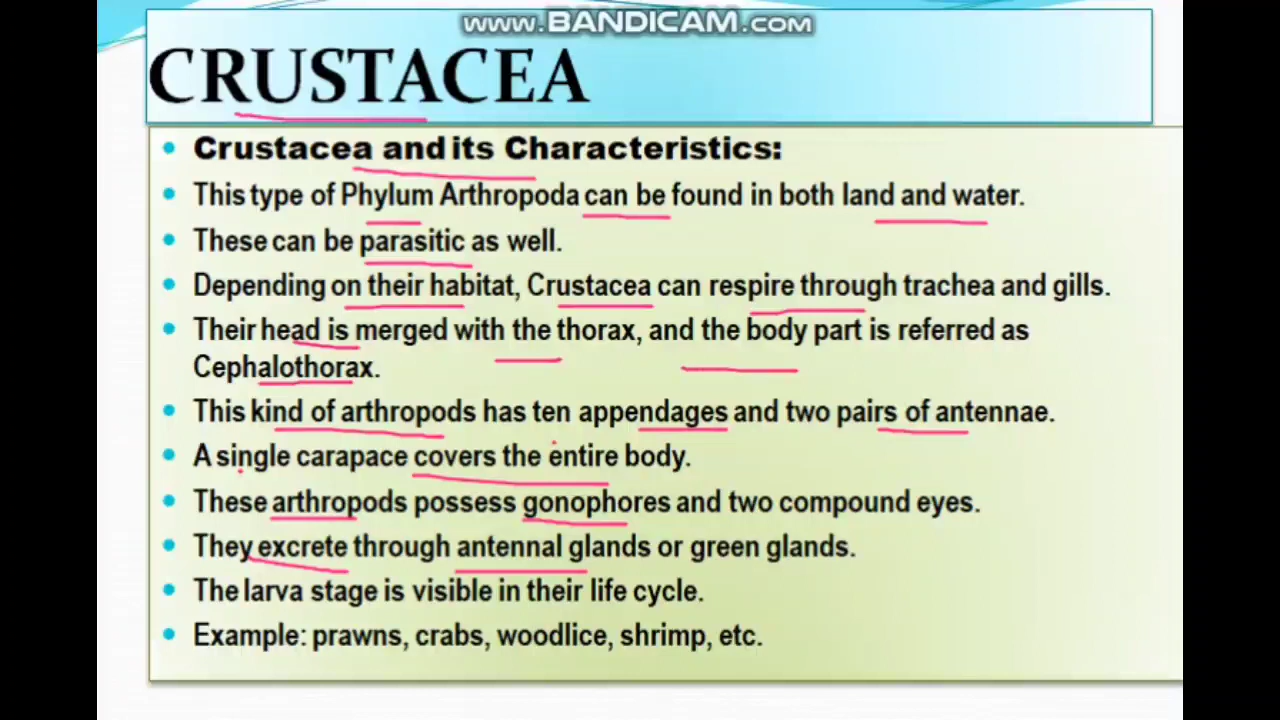 www.BANDICAM.com
CRUSTACEA
Crustacea and its Characteristics:
This type of Phylum Arthropoda can be found in both land and water.
These can be parasitic as well.
Depending on their habitat, Crustacea can respire through trachea and gills.
Their head is merged with the thorax, and the body part is referred as
Cephalothorax.
This kind of arthropods has ten appendages and two pairs of antennae.
A single carapace covers the entire body.
These arthropods possess gonophores and two compound eyes.
They excrete through antennal glands or green glands.
The larva stage is visible in their life cycle.
Example: prawns, crabs, woodlice, shrimp, etc.